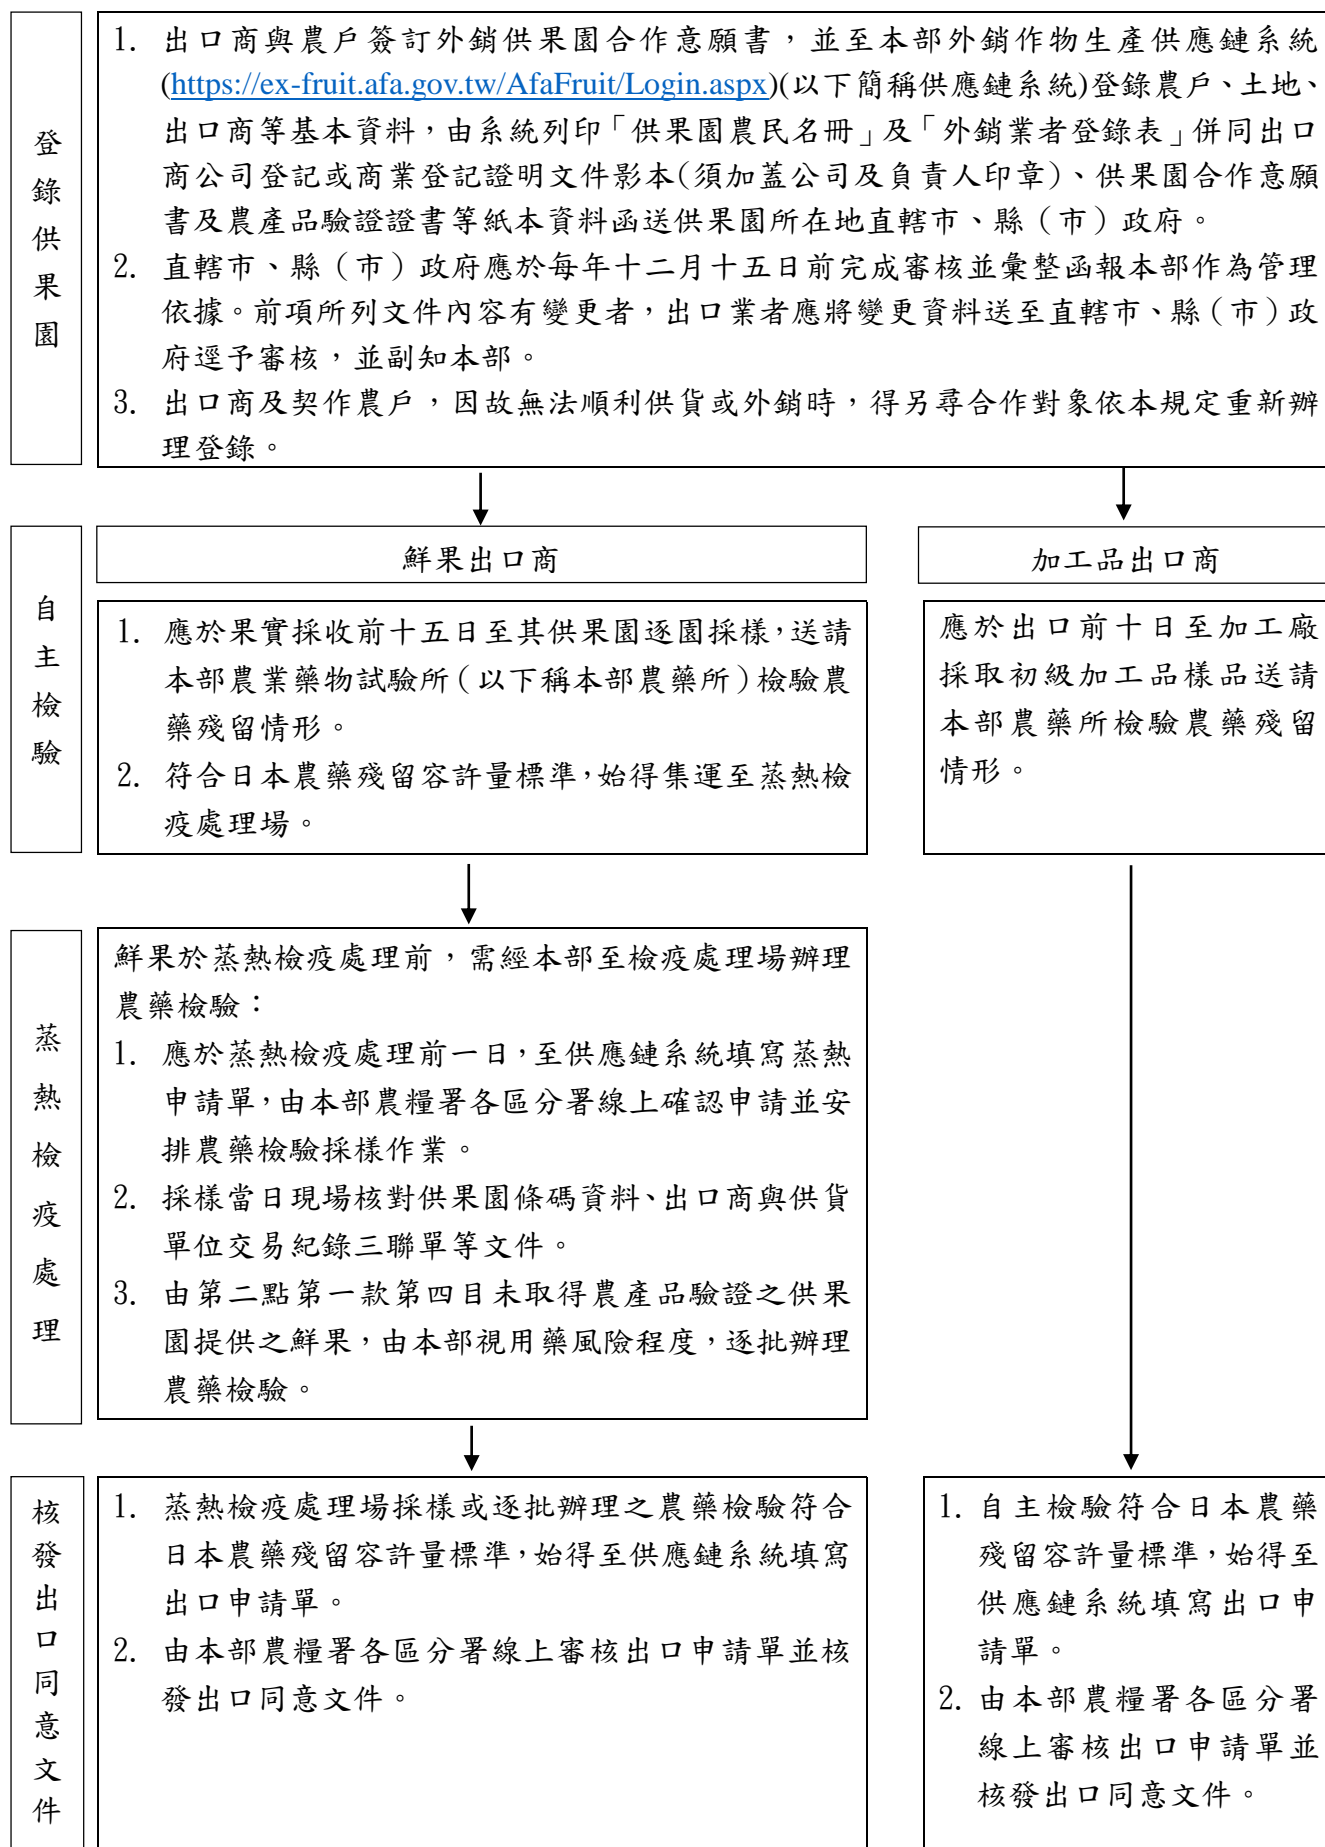 登錄供果園
1. 出口商與農戶簽訂外銷供果園合作意願書，並至本部外銷作物生產供應鏈系統
(https://ex-fruit.afa.gov.tw/AfaFruit/Login.aspx)(以下簡稱供應鏈系統)登錄農戶、土地、
出口商等基本資料，由系統列印「供果園農民名冊」及「外銷業者登錄表」併同出口
商公司登記或商業登記證明文件影本(須加蓋公司及負責人印章)、供果園合作意願
書及農產品驗證證書等紙本資料函送供果園所在地直轄市、縣（市）政府。
2. 直轄市、縣（市）政府應於每年十二月十五日前完成審核並彙整函報本部作為管理
依據。前項所列文件內容有變更者，出口業者應將變更資料送至直轄市、縣（市）政
府逕予審核，並副知本部。
3. 出口商及契作農戶，因故無法順利供貨或外銷時，得另尋合作對象依本規定重新辦
理登錄。
自主檢驗
鮮果出口商
1. 應於果實採收前十五日至其供果園逐園採樣，送請
本部農業藥物試驗所（以下稱本部農藥所）檢驗農
藥殘留情形。
2. 符合日本農藥殘留容許量標準，始得集運至蒸熱檢
疫處理場。
加工品出口商
應於出口前十日至加工廠
採取初級加工品樣品送請
本部農藥所檢驗農藥殘留
情形。
蒸熱檢疫處理
鮮果於蒸熱檢疫處理前，需經本部至檢疫處理場辦理
農藥檢驗：
1. 應於蒸熱檢疫處理前一日，至供應鏈系統填寫蒸熱
申請單，由本部農糧署各區分署線上確認申請並安
排農藥檢驗採樣作業。
2. 採樣當日現場核對供果園條碼資料、出口商與供貨
單位交易紀錄三聯單等文件。
3. 由第二點第一款第四目未取得農產品驗證之供果
園提供之鮮果，由本部視用藥風險程度，逐批辦理
農藥檢驗。
核發出口同意文件
1. 蒸熱檢疫處理場採樣或逐批辦理之農藥檢驗符合
日本農藥殘留容許量標準，始得至供應鏈系統填寫
出口申請單。
2. 由本部農糧署各區分署線上審核出口申請單並核
發出口同意文件。
1. 自主檢驗符合日本農藥
殘留容許量標準，始得至
供應鏈系統填寫出口申
請單。
2. 由本部農糧署各區分署
線上審核出口申請單並
核發出口同意文件。